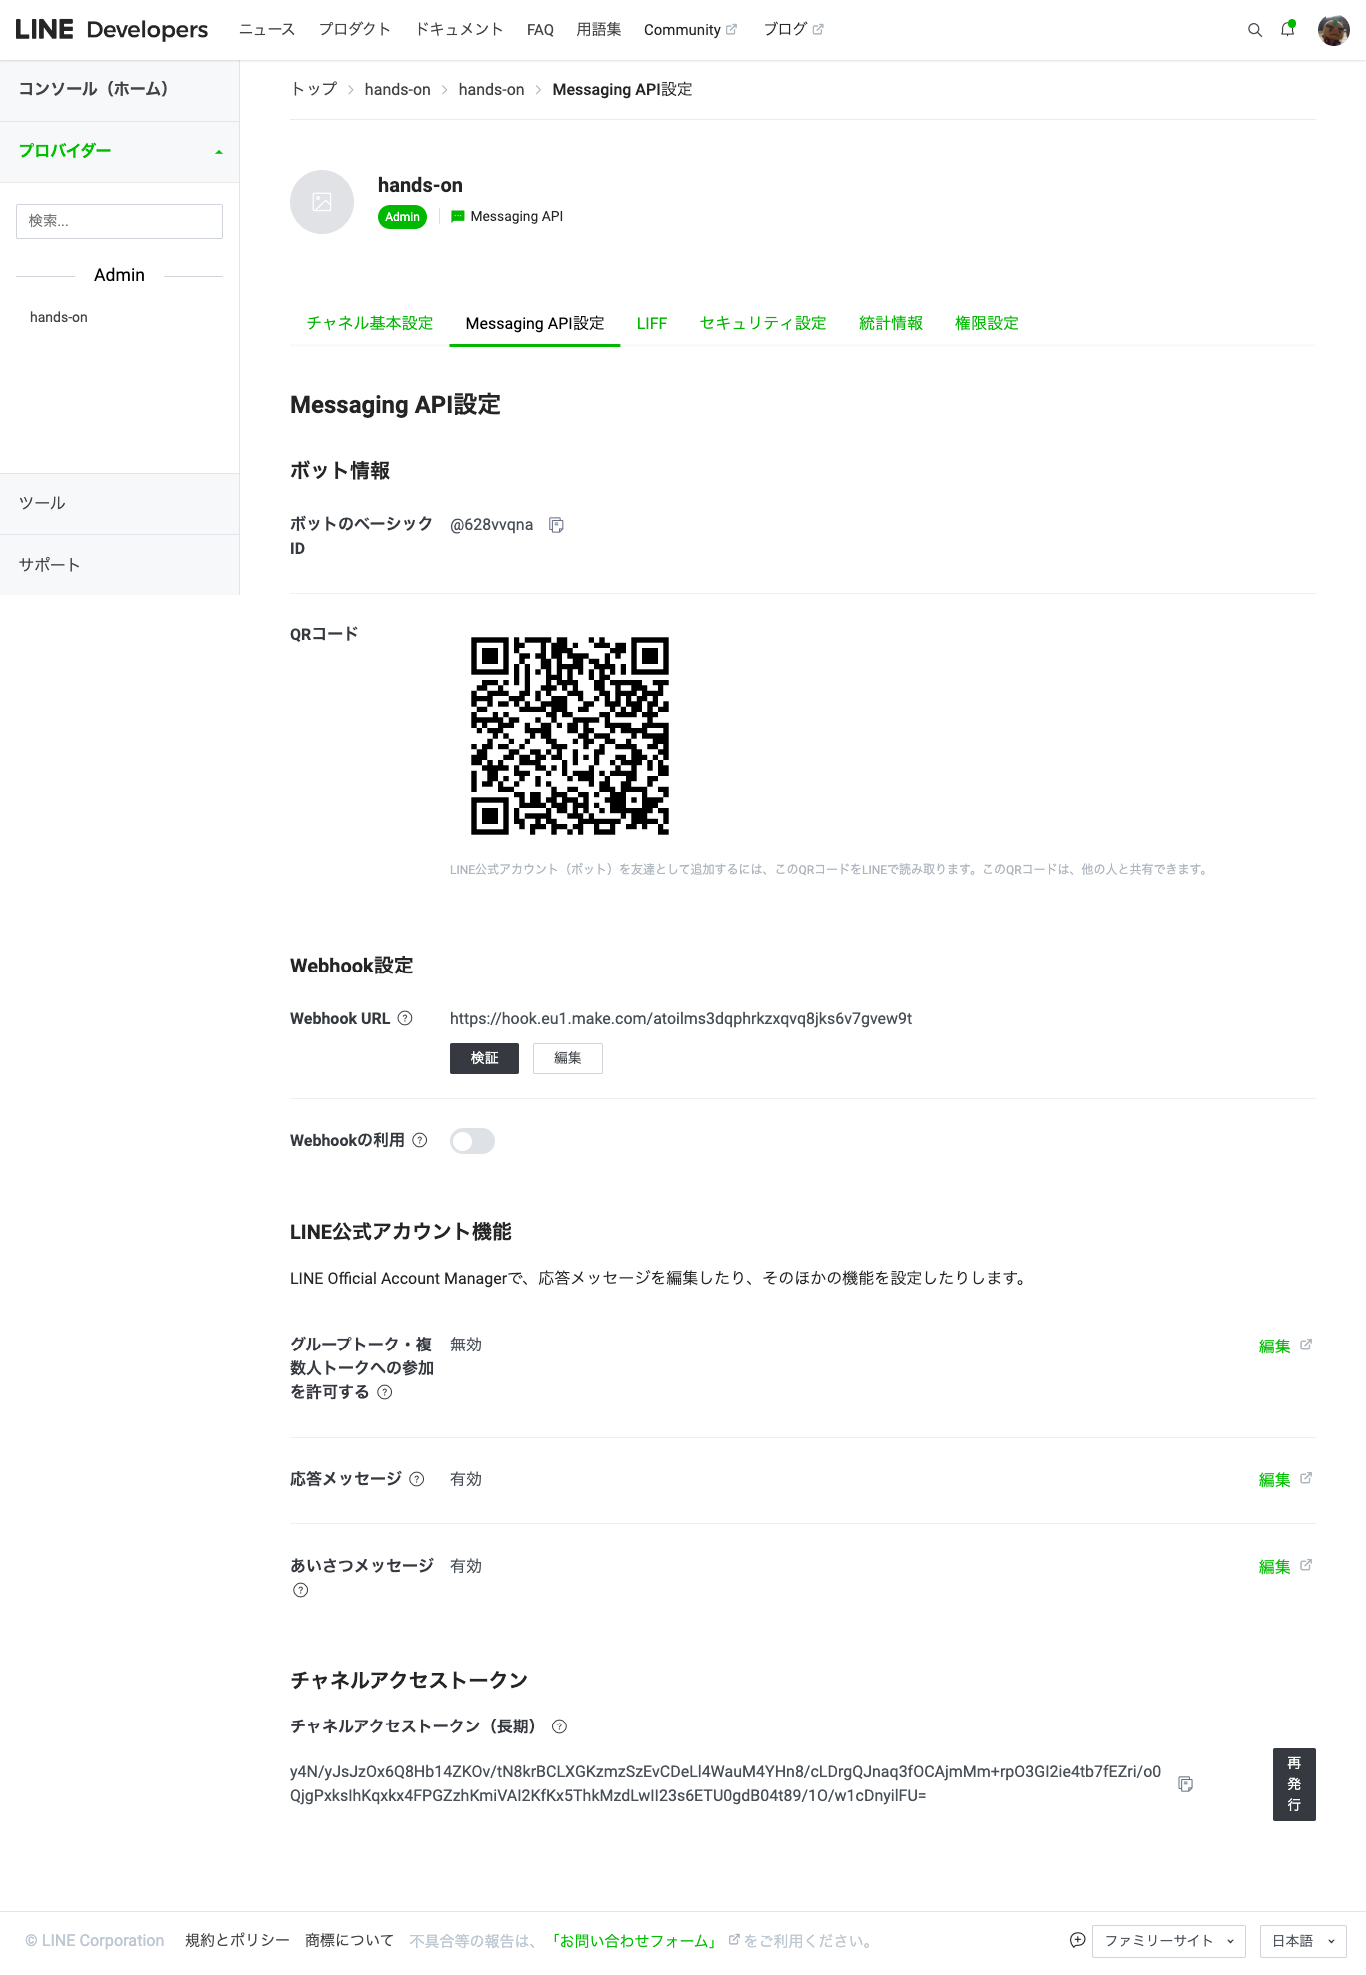 LINE Developers ニュース プロダクト ドキュメント FAQ 用語集 Community ブログ
コンソール（ホーム）
プロバイダー
検索...
Admin
hands-on
ツール
サポート
トップ > hands-on > hands-on > Messaging API設定
hands-on
Admin Messaging API
チャネル基本設定 Messaging API設定 LIFF セキュリティ設定 統計情報 権限設定
Messaging API設定
ボット情報
ボットのベーシック @628vvqna
ID
QRコード
LINE公式アカウント（ボット）を友達として追加するには、このQRコードをLINEで読み取ります。このQRコードは、他の人と共有できます。
Webhook設定
Webhook URL https://hook.eu1.make.com/atoilms3dqphrkzxqvq8jks6v7gvew9t
検証 編集
Webhookの利用
LINE公式アカウント機能
LINE Official Account Managerで、応答メッセージを編集したり、そのほかの機能を設定したりします。
グループトーク・複 無効 編集
数人トークへの参加
を許可する
応答メッセージ 有効 編集
あいさつメッセージ 有効 編集
チャネルアクセストークン
チャネルアクセストークン（長期）
y4N/yJsJzOx6Q8Hb14ZKOv/tN8krBCLXGKzmzSzEvCDeLl4WauM4YHn8/cLDrgQJnaq3fOCAjmMm+rpO3GI2ie4tb7fEZri/o0
QjgPxksIhKqxkx4FPGZzhKmiVAI2KfKx5ThkMzdLwII23s6ETU0gdB04t89/1O/w1cDnyilFU=
再
発
行
© LINE Corporation 規約とポリシー 商標について 不具合等の報告は、「お問い合わせフォーム」をご利用ください。 ファミリーサイト 日本語